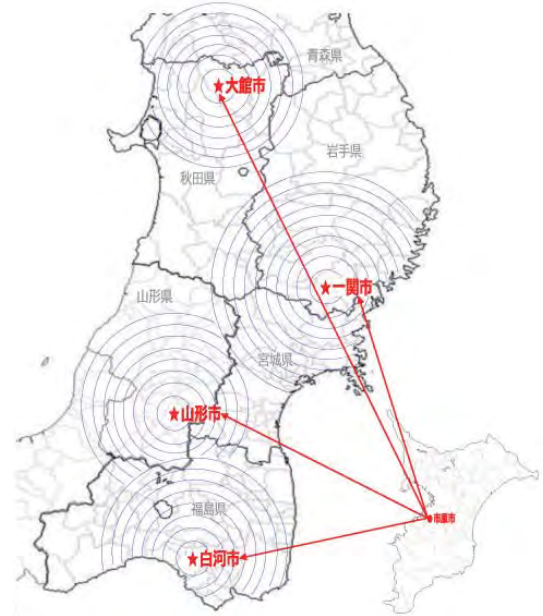 青森県
★大館市
岩手県
秋田県
★一関市
山形県
宮城県
★山形市
市原市
福島県
★白河市